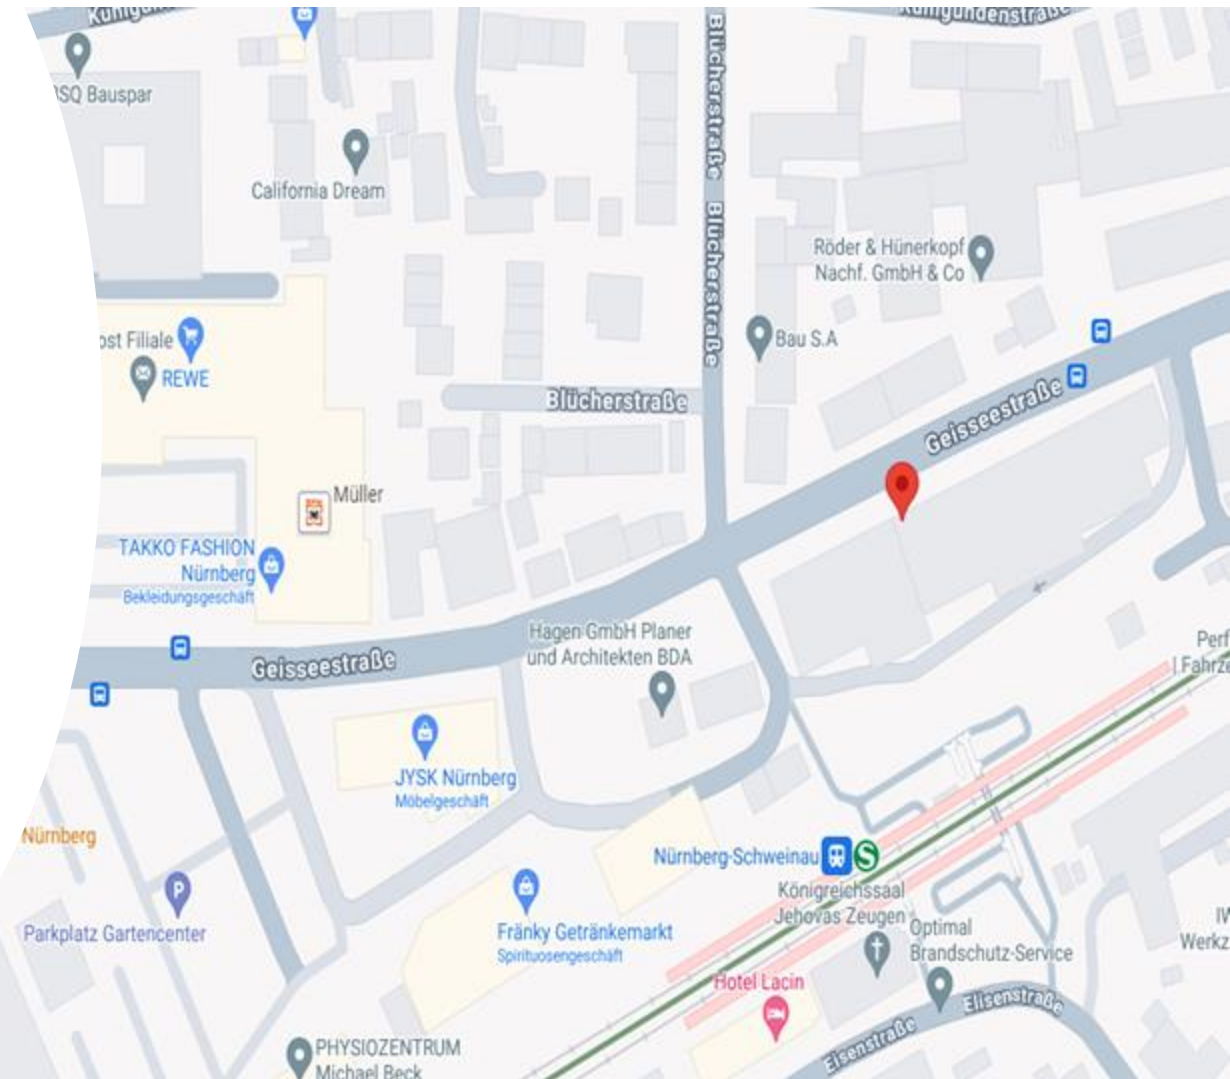 Kunigundenstraße
Blücherstraße
SQ Bauspar
California Dream
Blücherstraße
Röder & Hünerkopf
Nachf. GmbH & Co
Bau S.A
ost Filiale
REWE
Blücherstraße
Geisseestraße
Müller
TAKKO FASHION
Nürnberg
Bekleidungsgeschäft
Hagen GmbH Planer
und Architekten BDA
Geisseestraße
Perf
| Fahrze
JYSK Nürnberg
Möbelgeschäft
Nürnberg
Nürnberg-Schweinau
S
Königreichssaal
Jehovas Zeugen
P
Parkplatz Gartencenter
Fränky Getränkemarkt
Spirituosengeschäft
Optimal
Brandschutz-Service
Werkz
Hotel Lacin
Elisenstraße
Eisenstraße
PHYSIOZENTRUM
Michael Beck